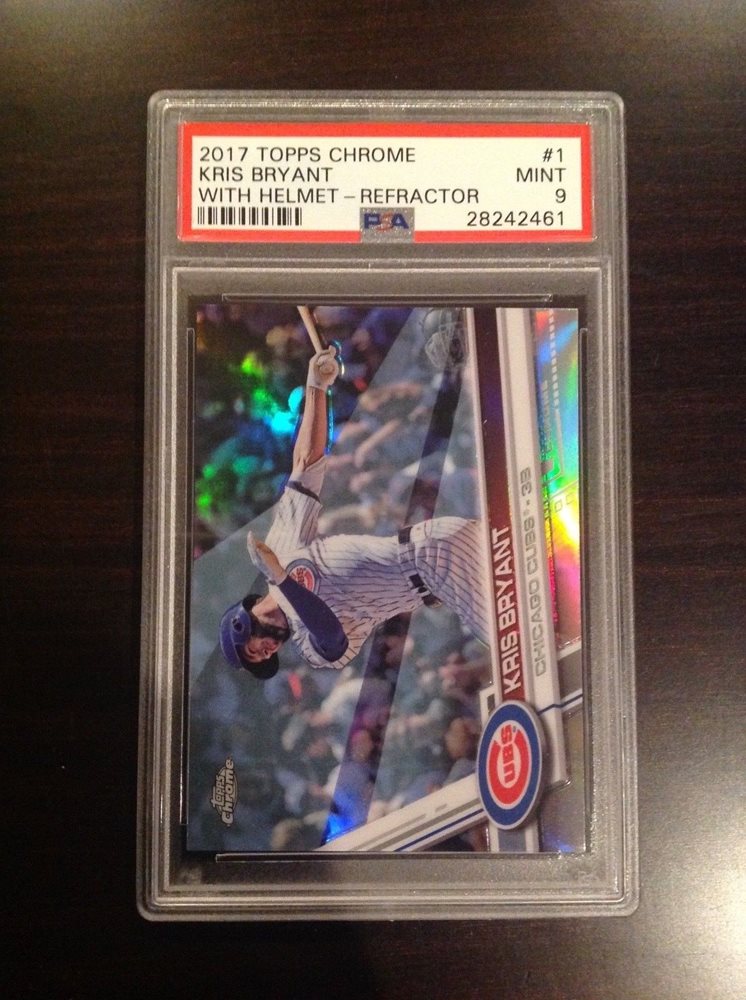 2017 TOPPS CHROME #1
KRIS BRYANT MINT
WITH HELMET – REFRACTOR 9
PSA 28242461
KRIS BRYANT
CHICAGO CUBS • 3B
CUBS
TOPPS
Chrome